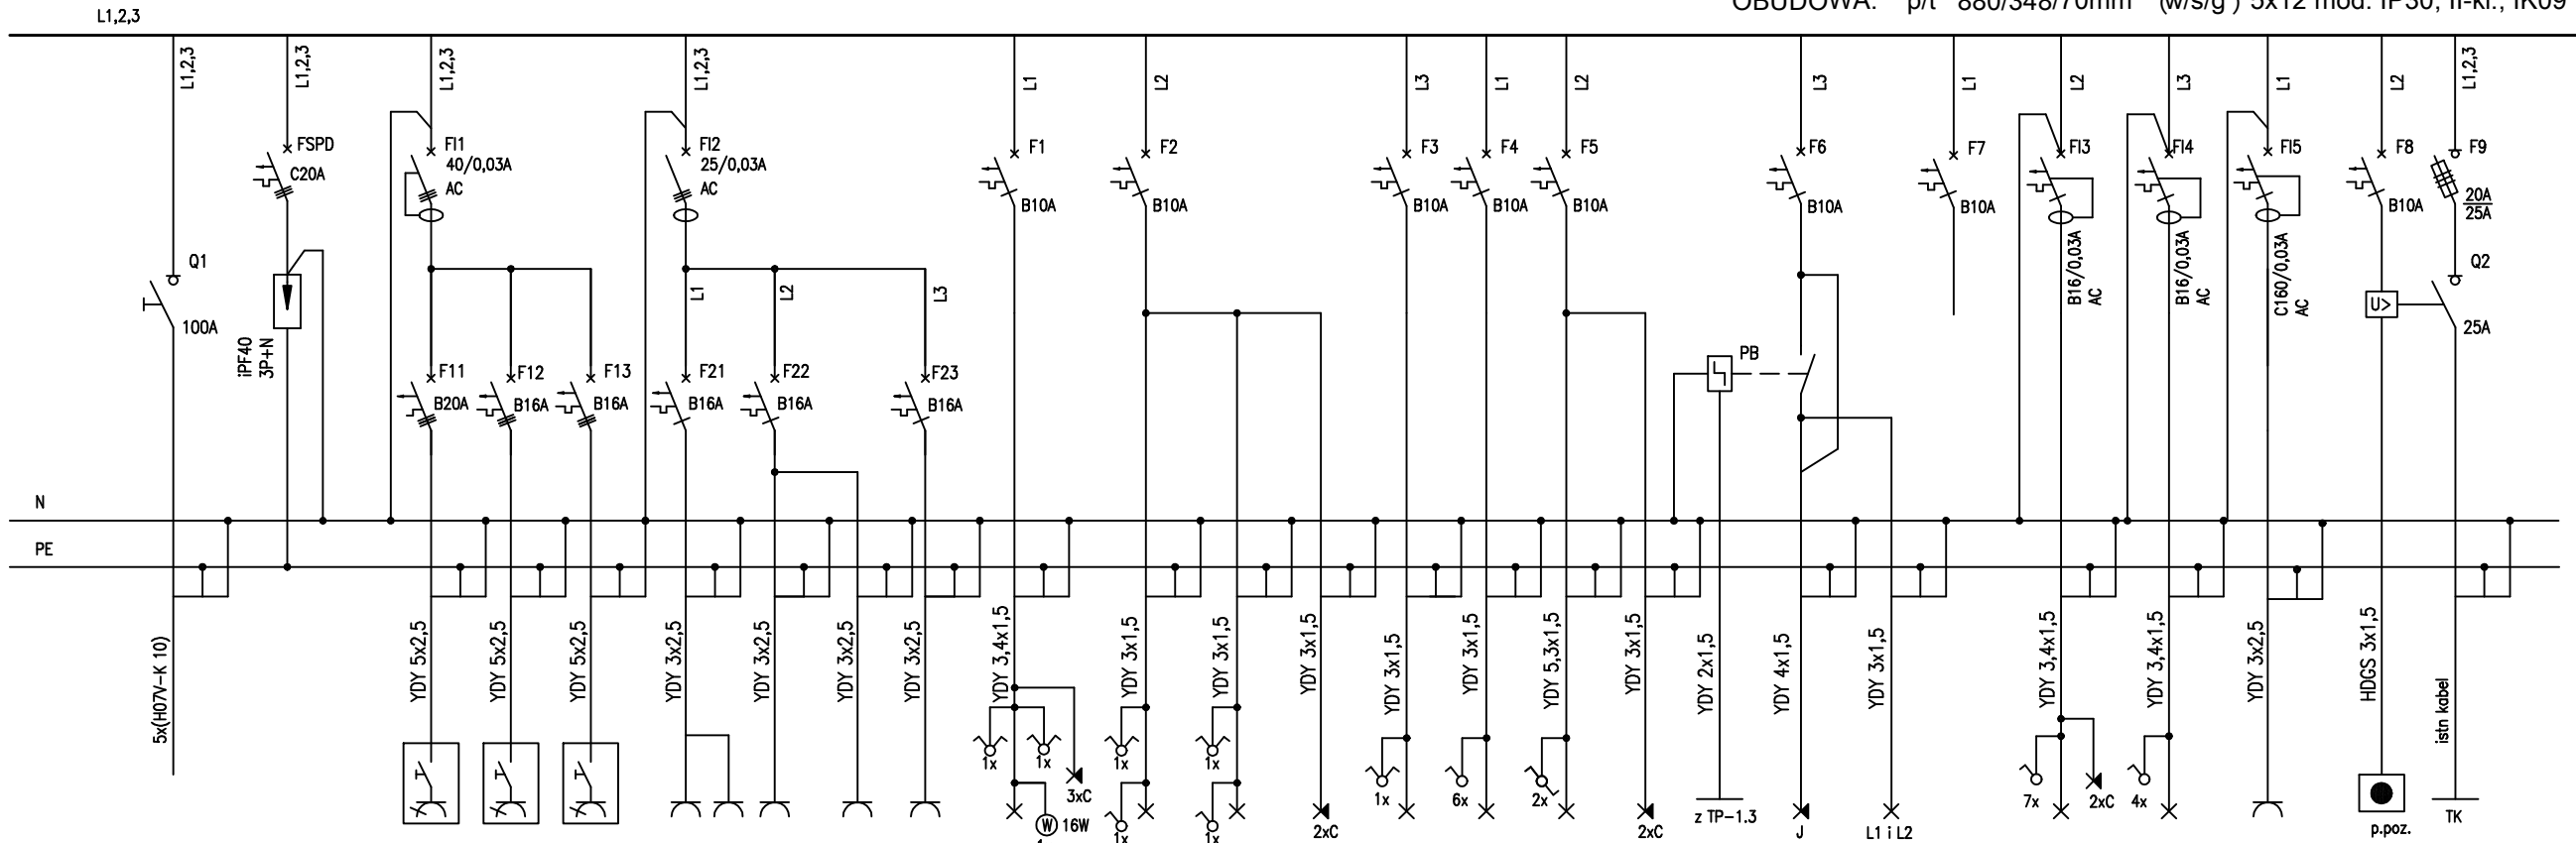 OBUDOWA: p/t 880/348/70mm (w/s/g ) 5x12 mod. IP30, II-kl., IK09
L1,2,3
L1,2,3
L1,2,3
L1,2,3
L1,2,3
L1
L2
L3
L1
L2
L3
L1
L2
L3
L1
L2
L1,2,3
FSPD
C20A
FI1
40/0,03A
AC
FI2
25/0,03A
AC
F1
B10A
F2
B10A
F3
B10A
F4
B10A
F5
B10A
F6
B10A
F7
B10A
FI3
B16/0,03A
AC
FI4
B16/0,03A
AC
FI5
C160/0,03A
AC
F8
B10A
F9
20A
25A
Q1
100A
iPF40
3P+N
L1
L2
L3
U>
Q2
25A
PB
F11
B20A
F12
B16A
F13
B16A
F21
B16A
F22
B16A
F23
B16A
N
PE
5x(H07V-K 10)
YDY 5x2,5
YDY 5x2,5
YDY 5x2,5
YDY 3x2,5
YDY 3x2,5
YDY 3x2,5
YDY 3x2,5
YDY 3,4x1,5
YDY 3x1,5
YDY 3x1,5
YDY 3x1,5
YDY 3x1,5
YDY 3x1,5
YDY 5,3x1,5
YDY 3x1,5
YDY 2x1,5
YDY 4x1,5
YDY 3x1,5
YDY 3,4x1,5
YDY 3,4x1,5
YDY 3x2,5
HDGS 3x1,5
istn kabel
1x
1x
3xC
W 16W
1x
1x
1x
1x
2xC
1x
6x
2x
2xC
z TP-1.3
J
L1 i L2
7x
2xC
4x
p.poz.
TK